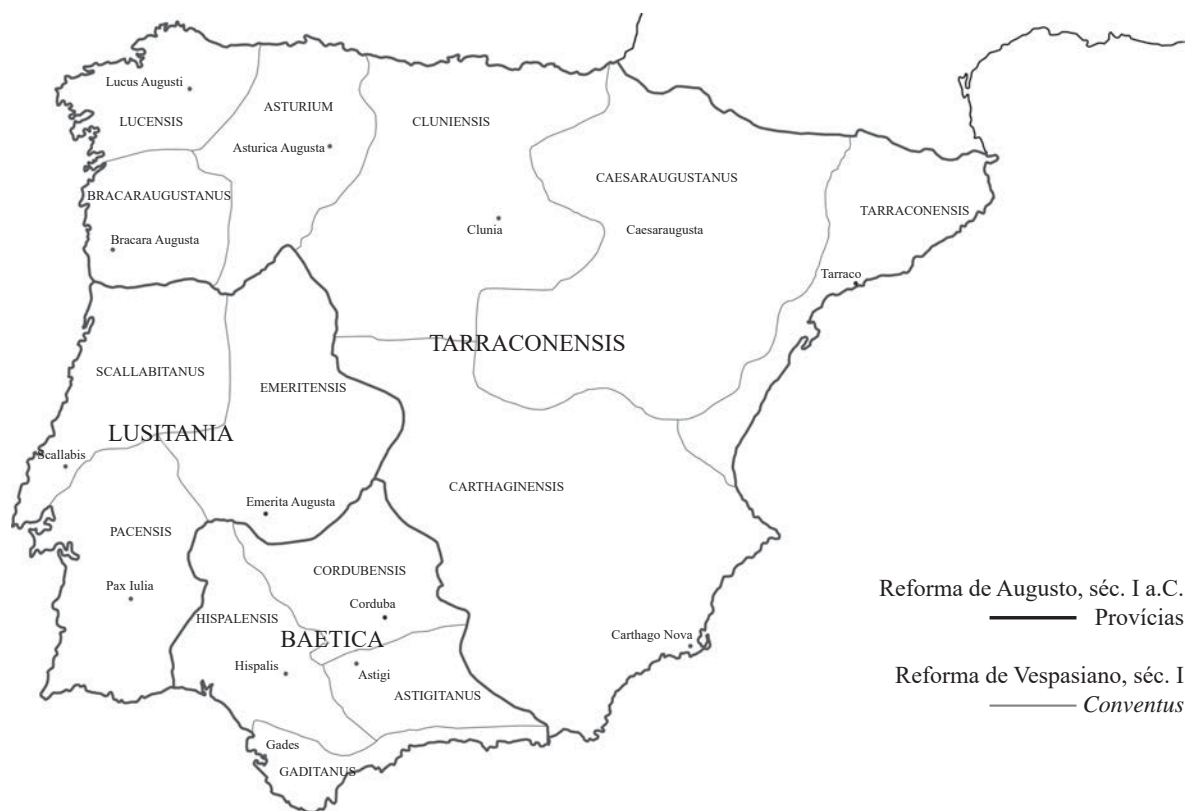 Lucus Augusti
LUCENSIS
ASTURIUM
Asturica Augusta
CLUNIENSIS
Clunia
CAESARAUGUSTANUS
Caesaraugusta
TARRACONENSIS
Tarraco
BRACARAUGUSTANUS
Bracara Augusta
TARRACONENSIS
SCALLABITANUS
EMERITENSIS
LUSITANIA
Scallabis
Emerita Augusta
CARTHAGINENSIS
PACENSIS
Pax Iulia
CORDUBENSIS
Corduba
HISPALENSIS
BAETICA
Hispalis
Astigi
ASTIGITANUS
Carthago Nova
Gades
GADITANUS
Reforma de Augusto, séc. I a.C.
Provícias
Reforma de Vespasiano, séc. I
Conventus